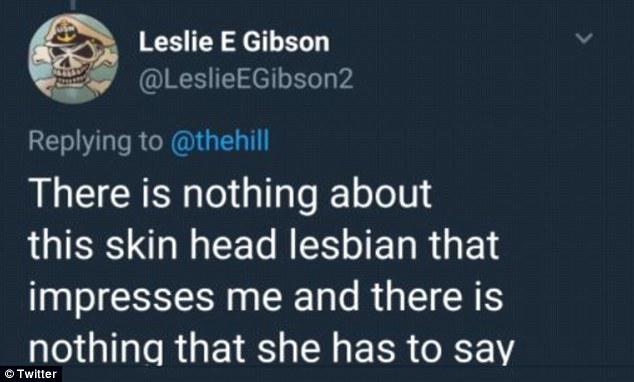 USN
Leslie E Gibson
@LeslieEGibson2
Replying to @thehill
There is nothing about
this skin head lesbian that
impresses me and there is
nothing that she has to say
© Twitter